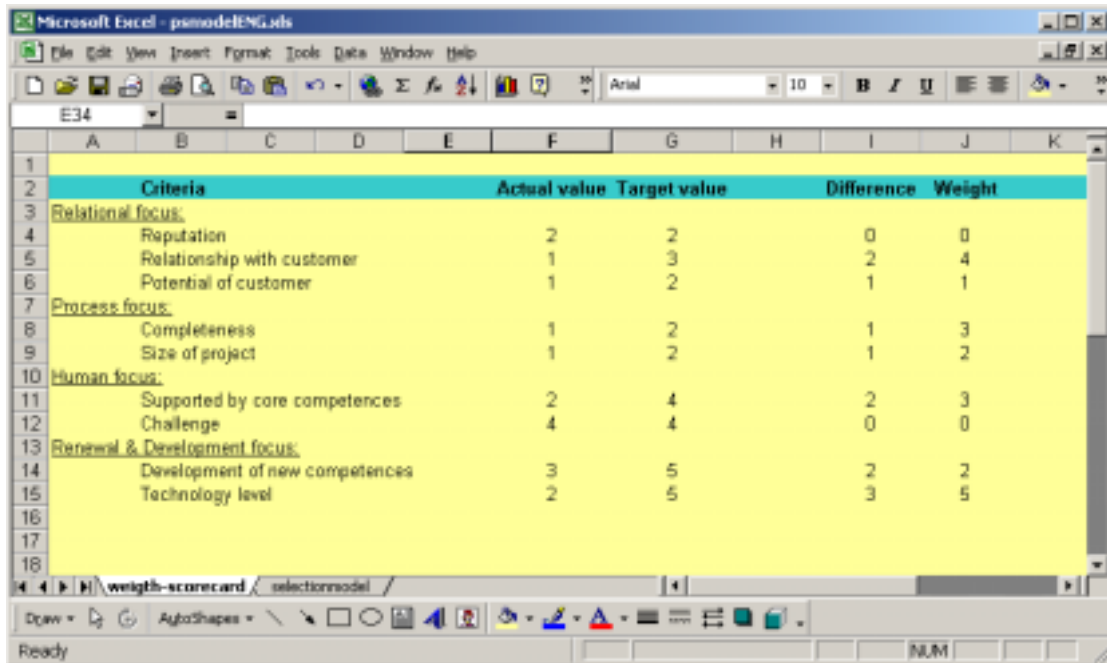 Microsoft Excel - psmodelENG.xls
File Edit View Insert Format Tools Data Window Help
Arial 10 B I U
E34 =
A B C D E F G H I J K
1
2 Criteria Actual value Target value Difference Weight
3 Relational focus:
4 Reputation 2 2 0 0
5 Relationship with customer 1 3 2 4
6 Potential of customer 1 2 1 1
7 Process focus:
8 Completeness 1 2 1 3
9 Size of project 1 2 1 2
10 Human focus:
11 Supported by core competences 2 4 2 3
12 Challenge 4 4 0 0
13 Renewal & Development focus:
14 Development of new competences 3 5 2 2
15 Technology level 2 5 3 5
16
17
18
weigth-scorecard selectionmodel
Draw AutoShapes
Ready NUM